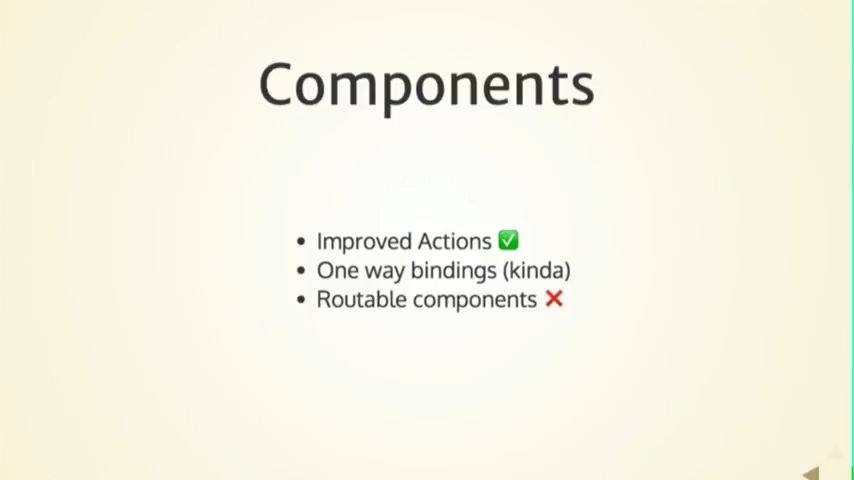 Components
• Improved Actions ✅
• One way bindings (kinda)
• Routable components ❌